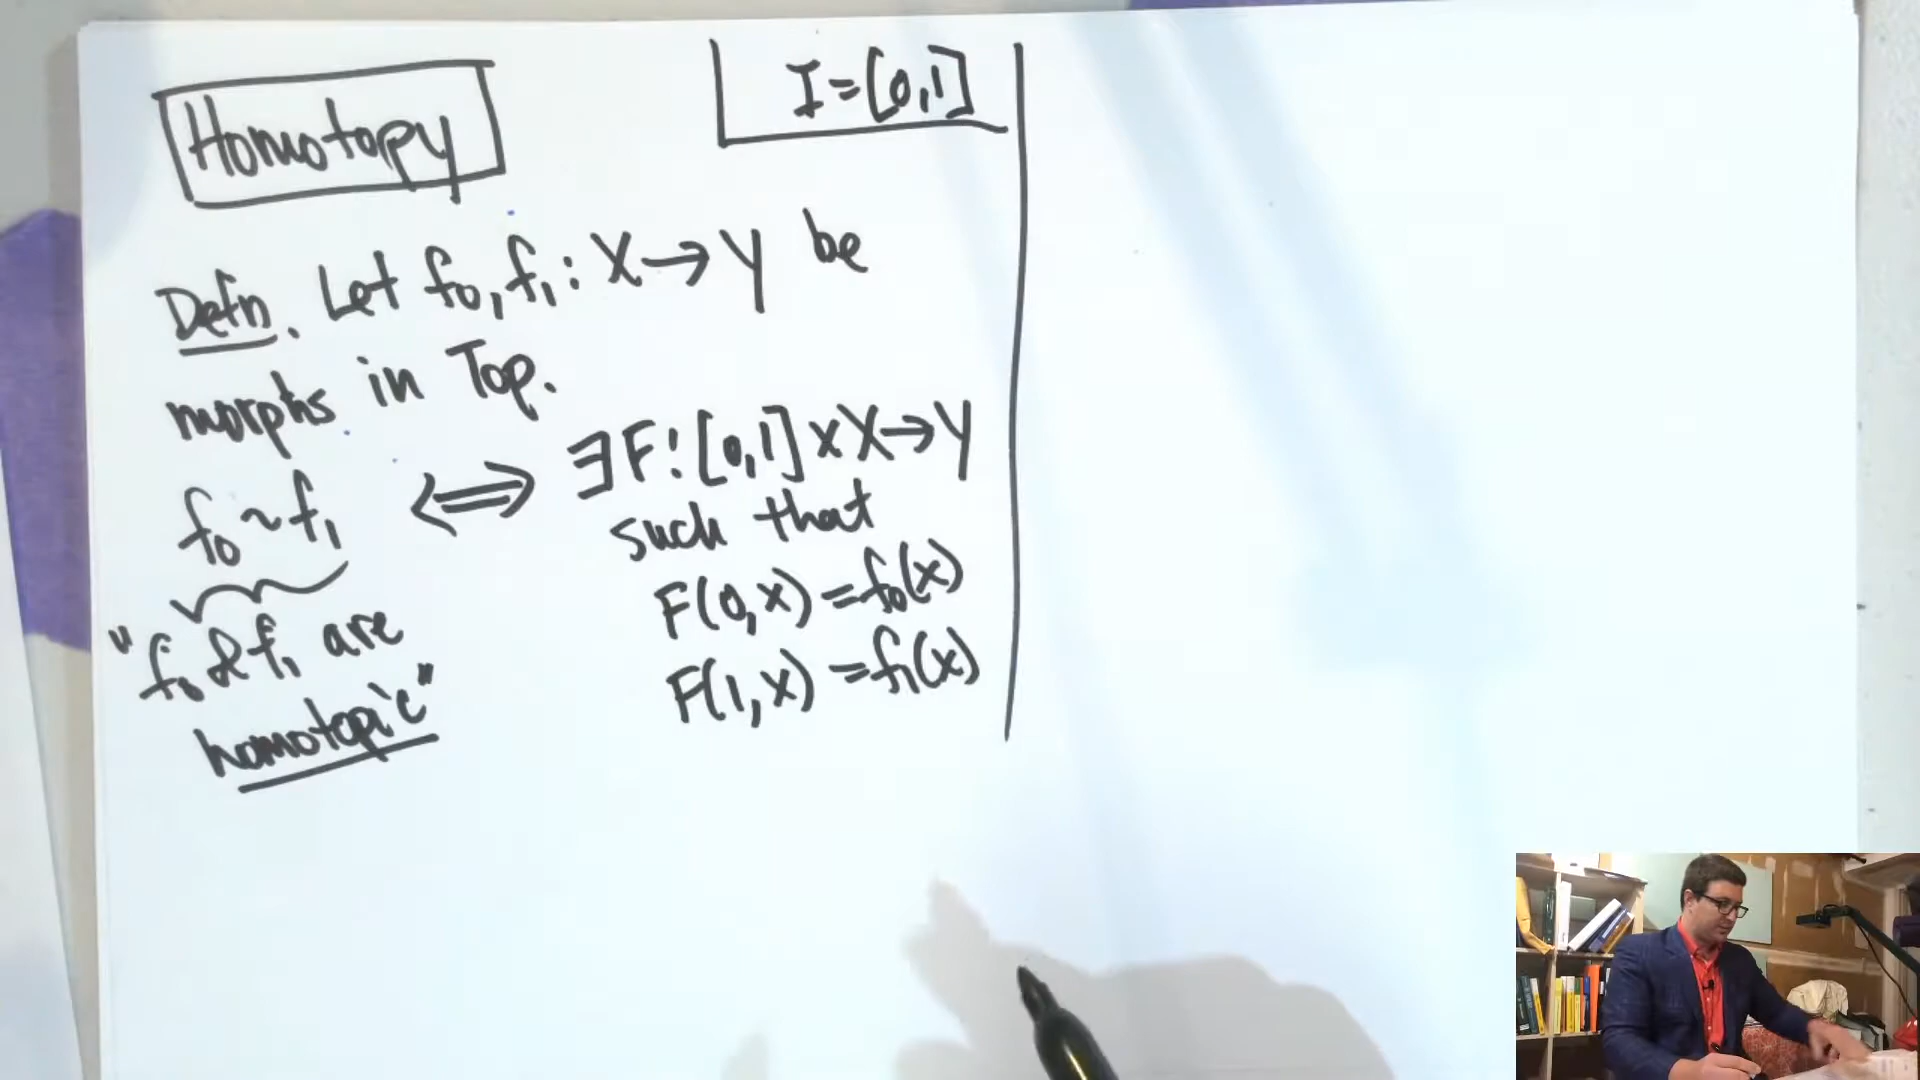 Homotopy
I=[0,1]
Defn. Let f₀,f₁: X→Y be
morphs in Top.
f₀~f₁ ⟺ ∃F:[0,1]×X→Y
such that
F(0,x)=f₀(x)
F(1,x)=f₁(x)
"f₀ & f₁ are
homotopic"